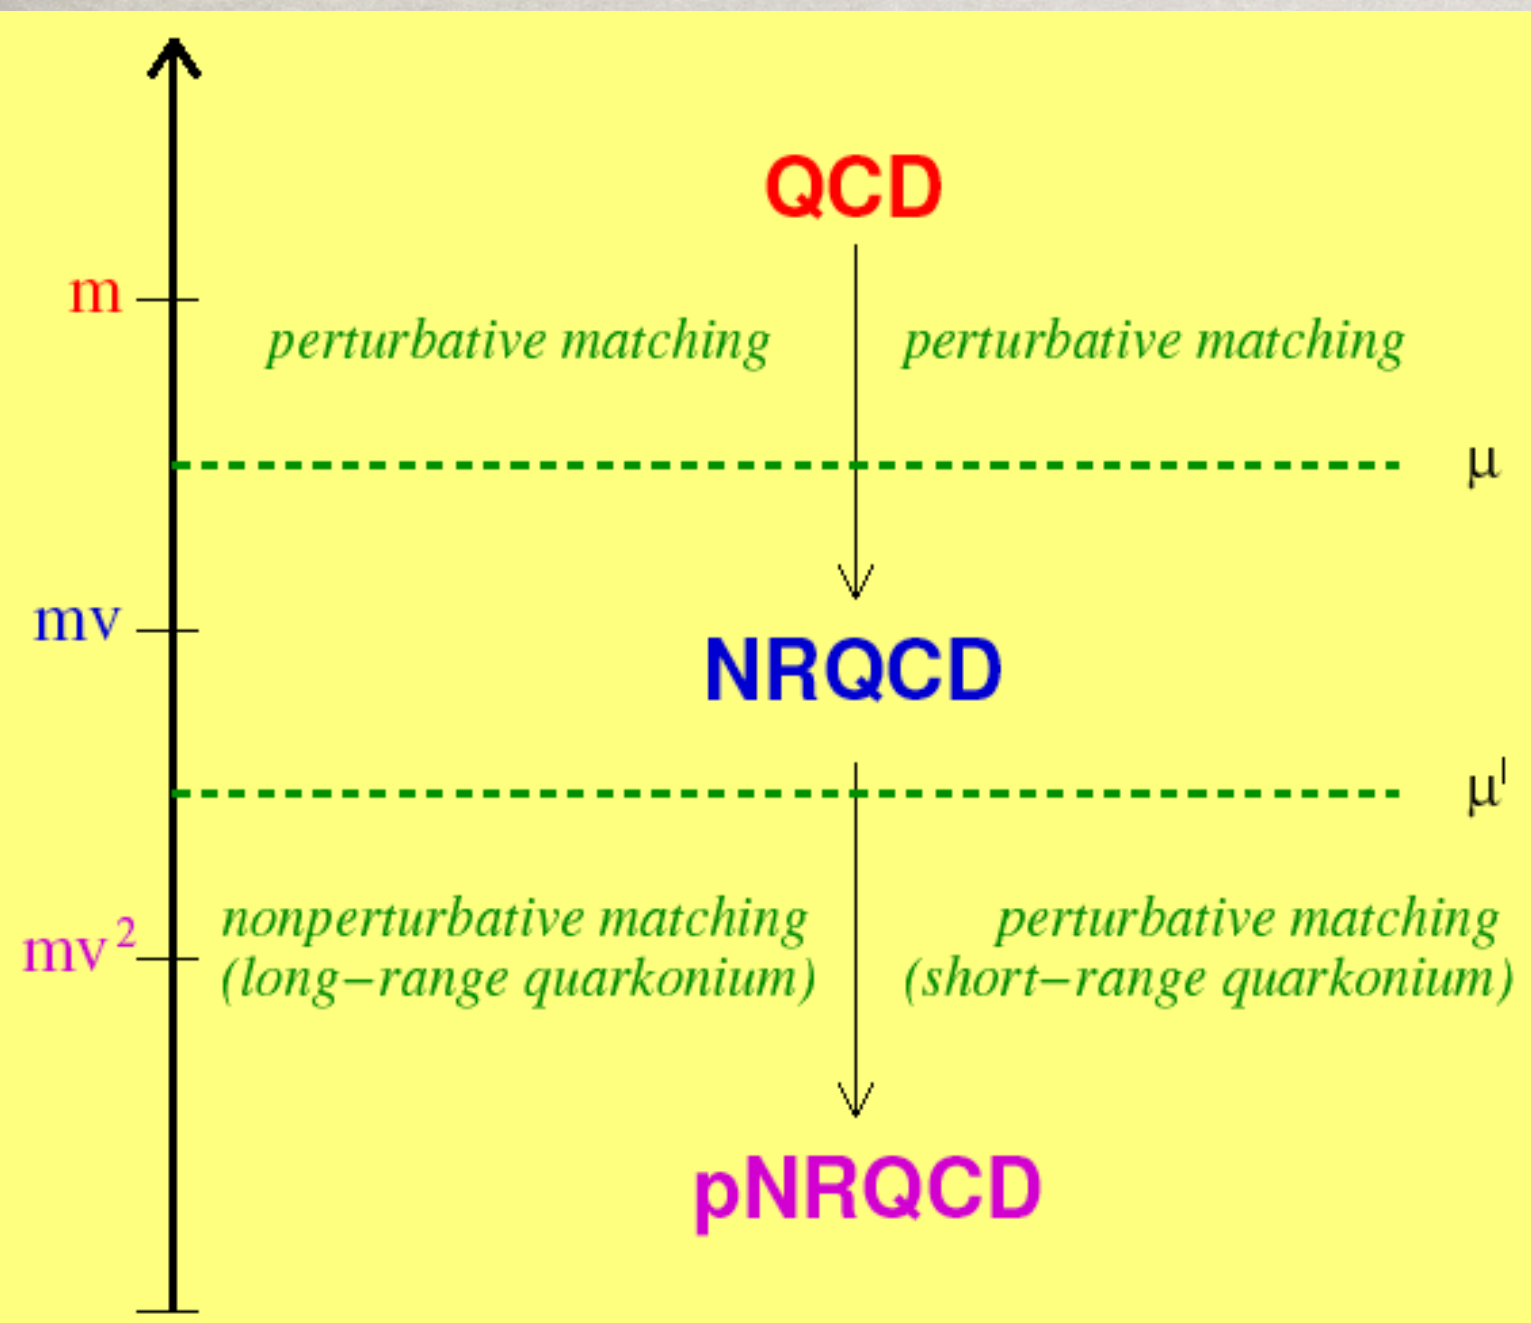 QCD
m
perturbative matching perturbative matching
μ
mv
NRQCD
μ'
mv²
nonperturbative matching
(long−range quarkonium)
perturbative matching
(short−range quarkonium)
pNRQCD